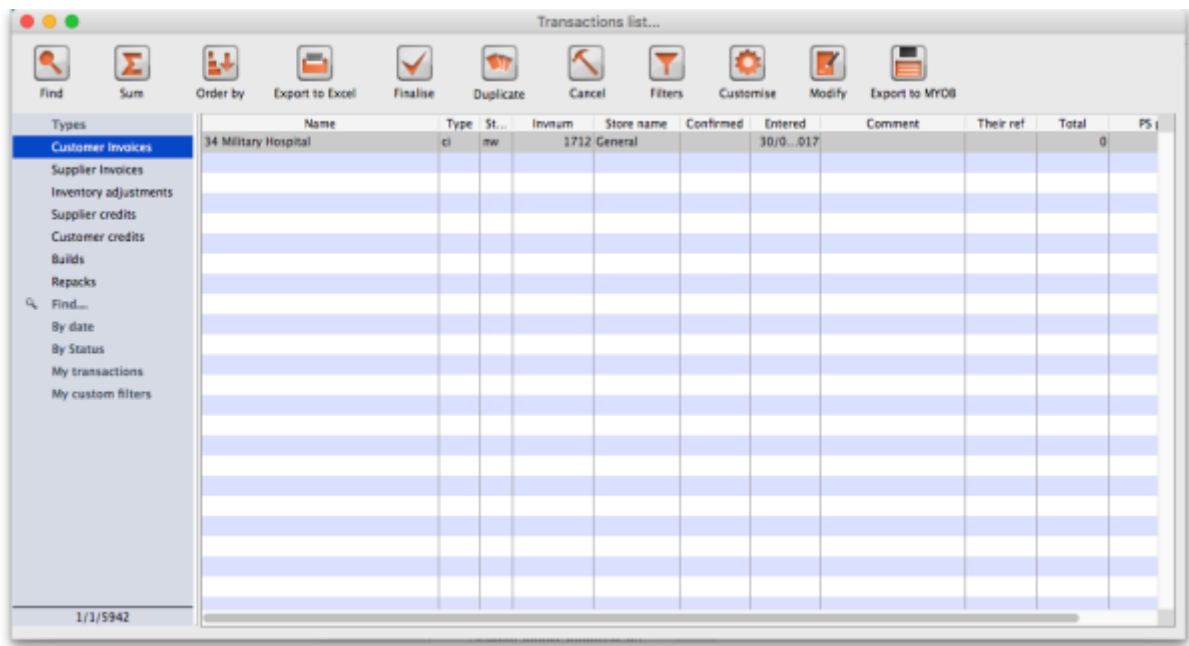 Transactions list...
Find Sum Order by Export to Excel Finalise Duplicate Cancel Filters Customise Modify Export to MYOB
Types
Customer Invoices
Supplier Invoices
Inventory adjustments
Supplier credits
Customer credits
Builds
Repacks
Find...
By date
By Status
My transactions
My custom filters
1/1/5942
Name Type St... Invnum Store name Confirmed Entered Comment Their ref Total PS
34 Military Hospital ci nw 1712 General 30/0...017 0